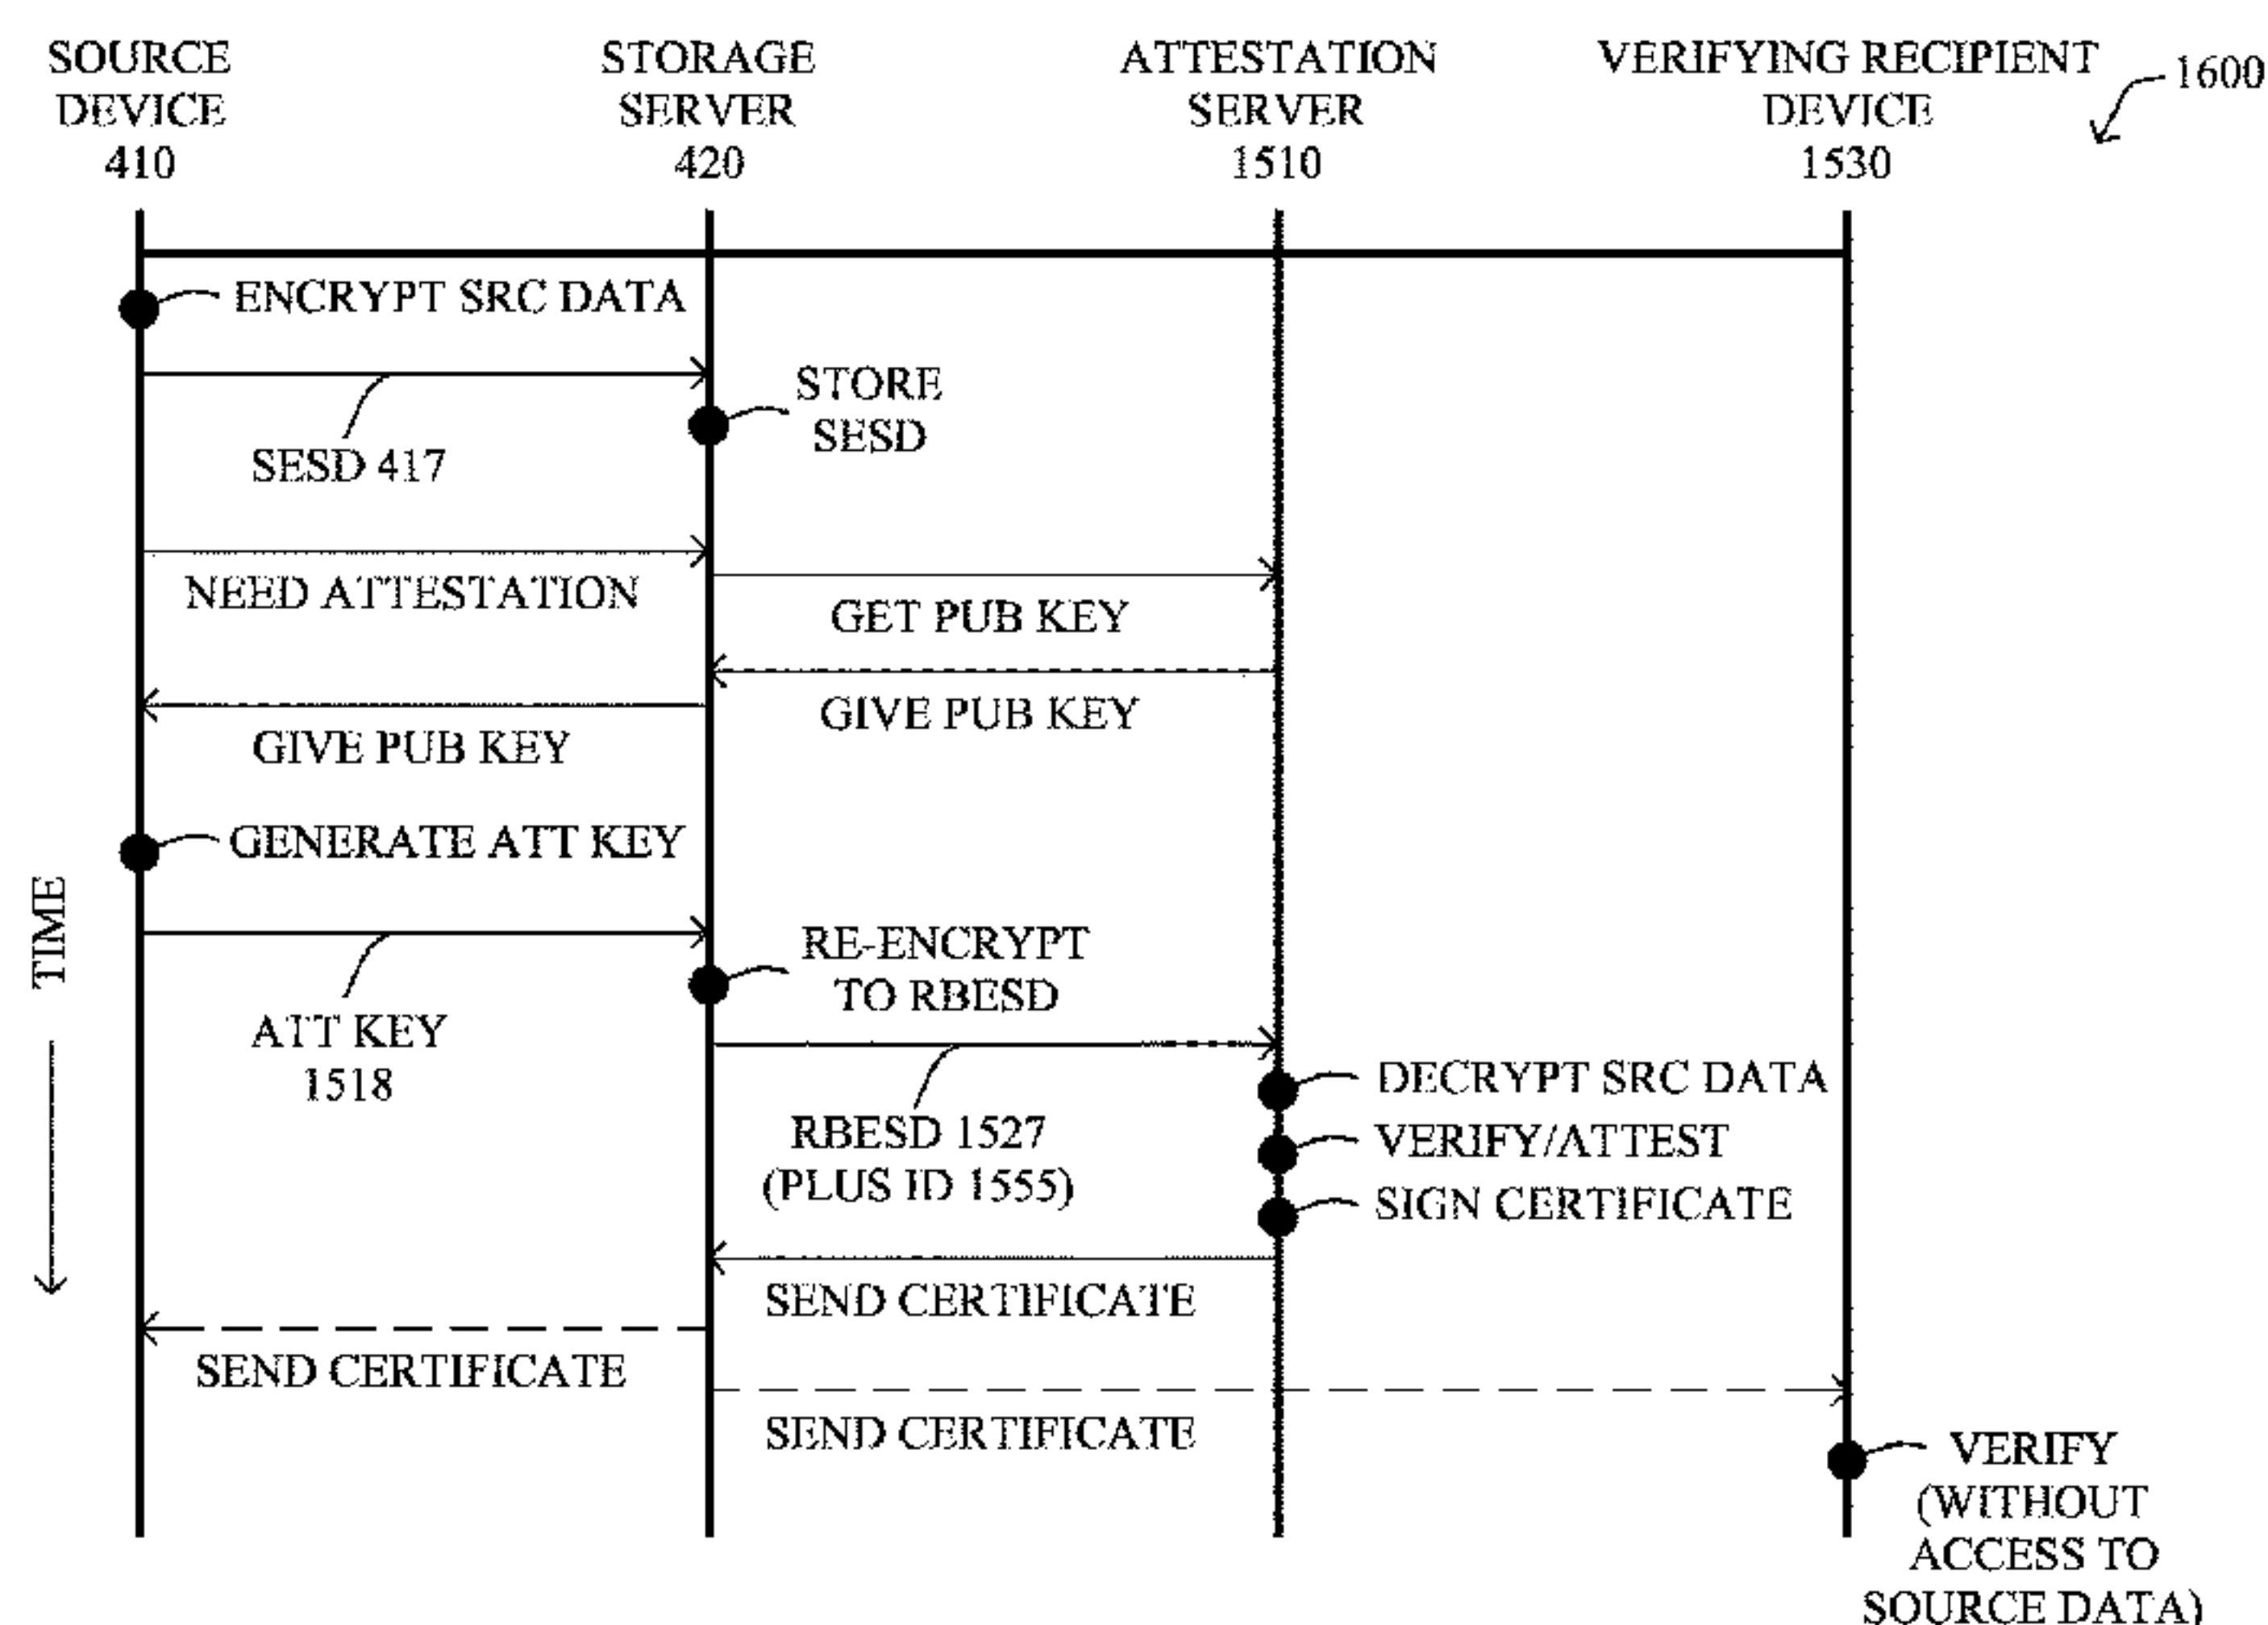 SOURCE
DEVICE
410
STORAGE
SERVER
420
ATTESTATION
SERVER
1510
VERIFYING RECIPIENT
DEVICE
1530
1600
ENCRYPT SRC DATA
SESD 417
STORE
SESD
NEED ATTESTATION
GET PUB KEY
GIVE PUB KEY
GIVE PUB KEY
GENERATE ATT KEY
TIME
ATT KEY
1518
RE-ENCRYPT
TO RBESD
RBESD 1527
(PLUS ID 1555)
DECRYPT SRC DATA
VERIFY/ATTEST
SIGN CERTIFICATE
SEND CERTIFICATE
SEND CERTIFICATE
SEND CERTIFICATE
VERIFY
(WITHOUT
ACCESS TO
SOURCE DATA)